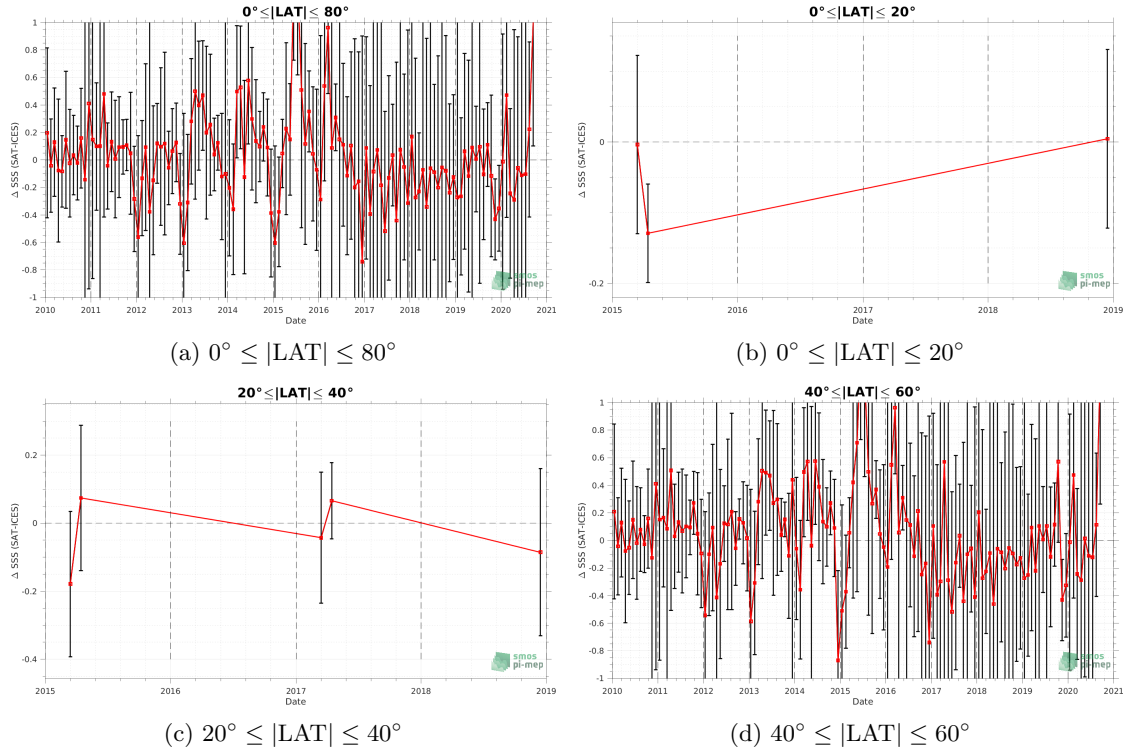 0°≤|LAT|≤ 80°
Δ SSS (SAT-ICES)
1
0.8
0.6
0.4
0.2
0
-0.2
-0.4
-0.6
-0.8
-1
2010 2011 2012 2013 2014 2015 2016 2017 2018 2019 2020 2021
Date
smos
pi-mep
(a) 0° ≤ |LAT| ≤ 80°
0°≤|LAT|≤ 20°
Δ SSS (SAT-ICES)
0
-0.2
2015 2016 2017 2018 2019
Date
smos
pi-mep
(b) 0° ≤ |LAT| ≤ 20°
20°≤|LAT|≤ 40°
Δ SSS (SAT-ICES)
0.2
0
-0.2
-0.4
2015 2016 2017 2018 2019
Date
smos
pi-mep
(c) 20° ≤ |LAT| ≤ 40°
40°≤|LAT|≤ 60°
Δ SSS (SAT-ICES)
1
0.8
0.6
0.4
0.2
0
-0.2
-0.4
-0.6
-0.8
-1
2010 2011 2012 2013 2014 2015 2016 2017 2018 2019 2020 2021
Date
smos
pi-mep
(d) 40° ≤ |LAT| ≤ 60°